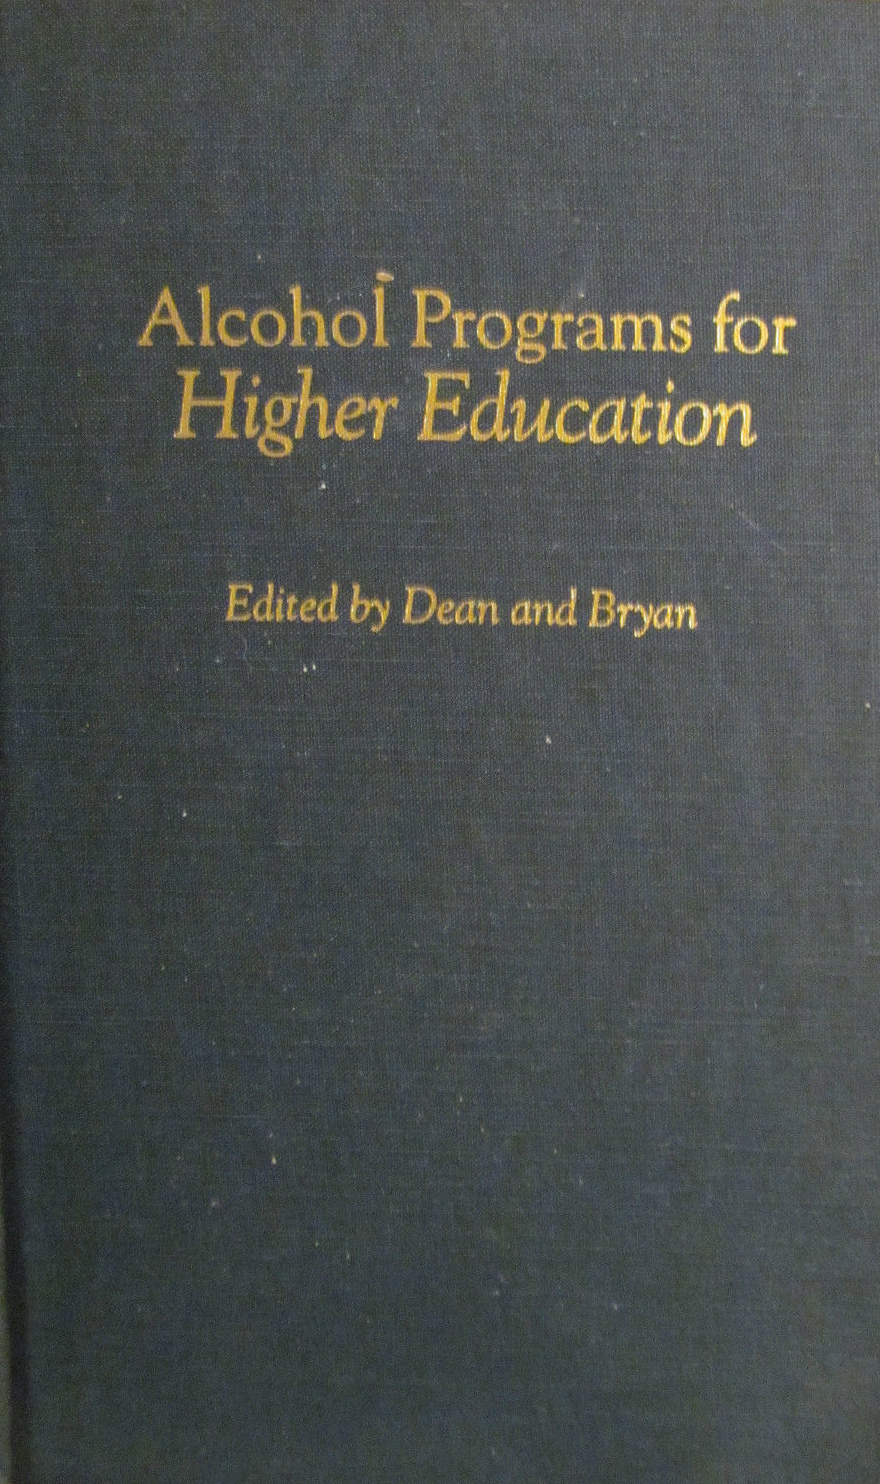 Alcohol Programs for
Higher Education
Edited by Dean and Bryan